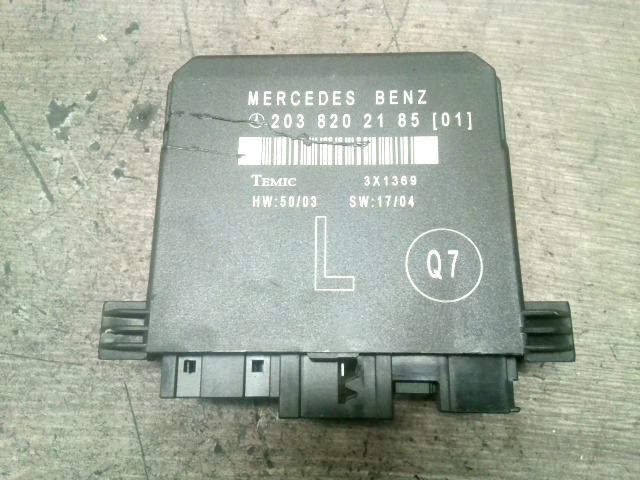 MERCEDES BENZ
203 820 21 85 [01]
TEMIC 3X1369
HW:50/03 SW:17/04
L
Q7